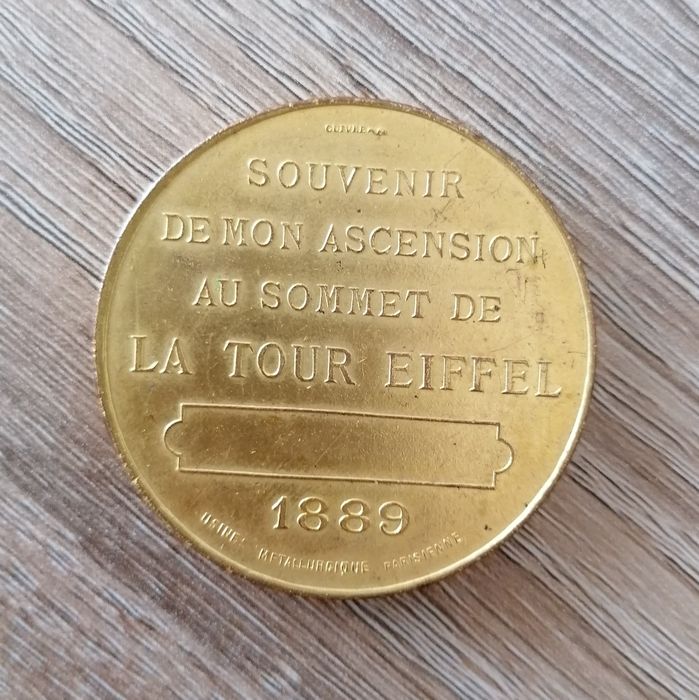 SOUVENIR
DE MON ASCENSION
AU SOMMET DE
LA TOUR EIFFEL
1889
USINE METALLURGIQUE PARISIENNE